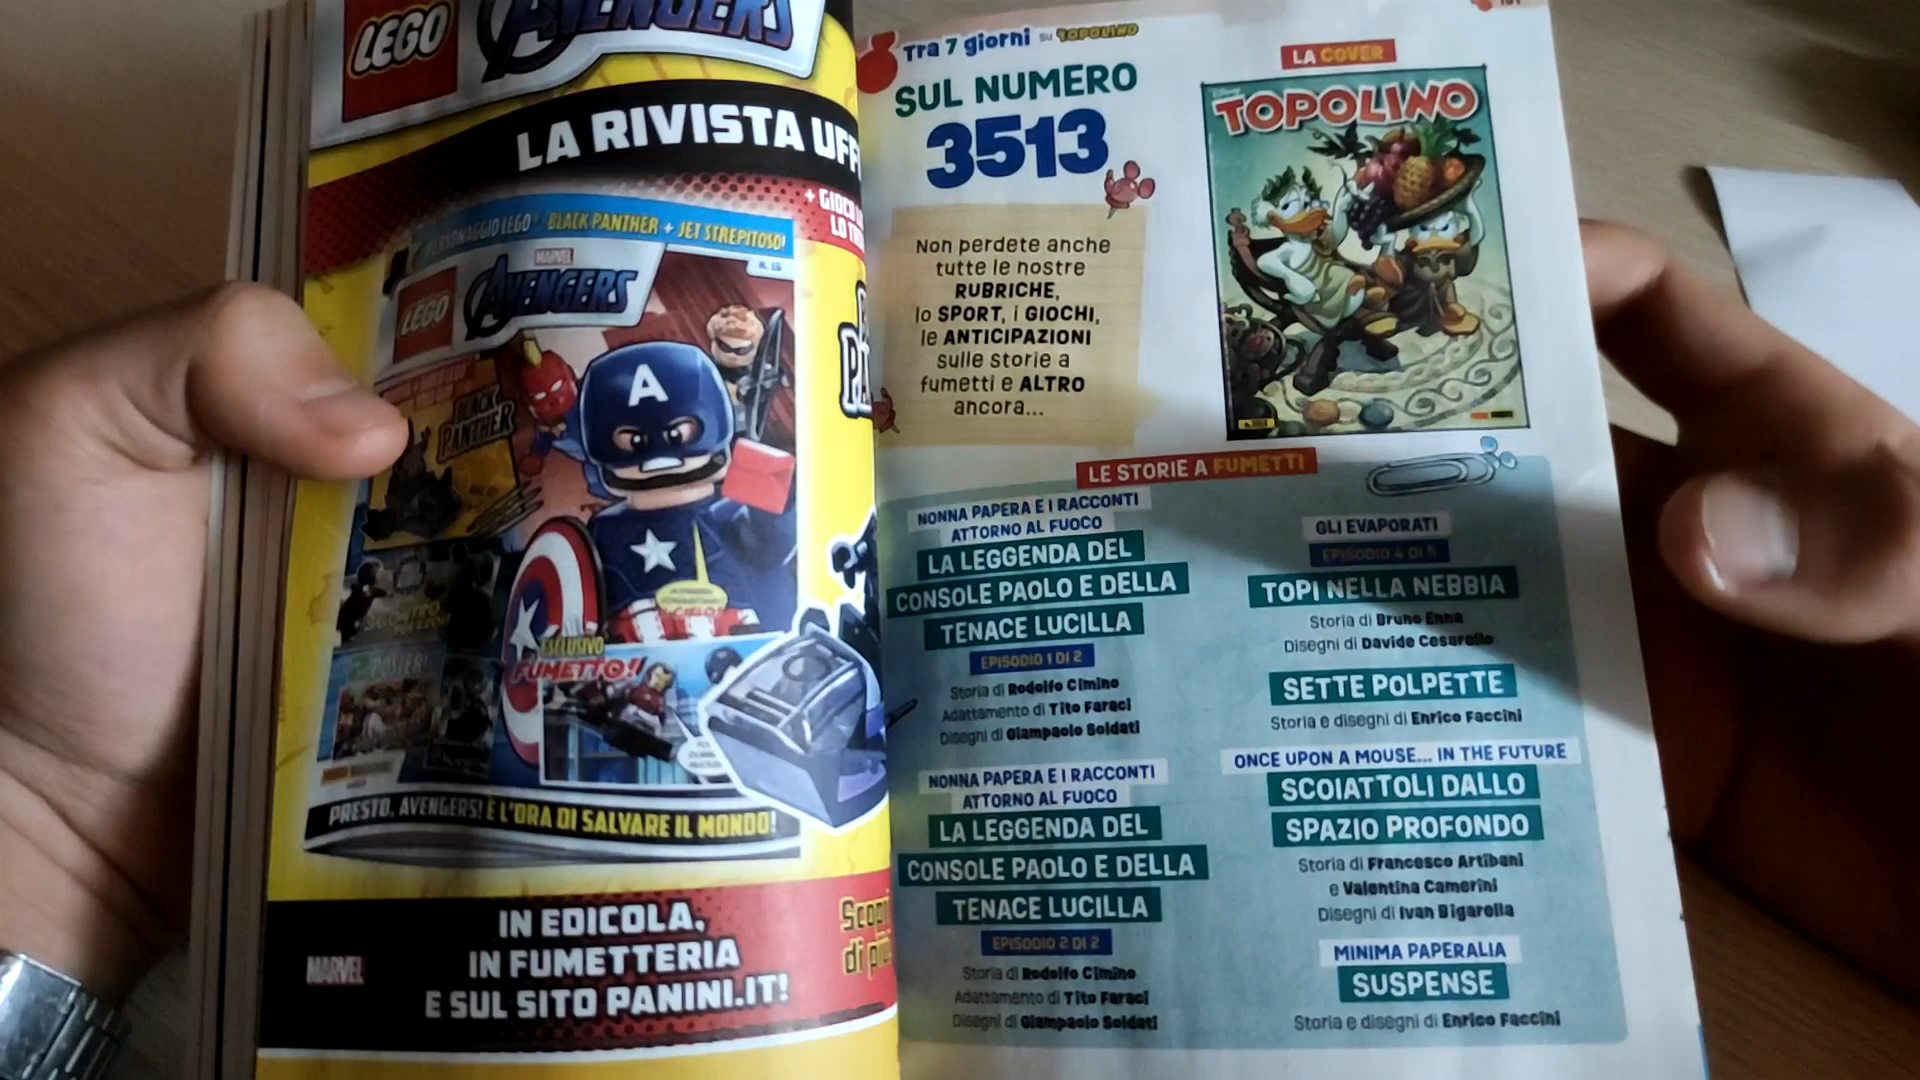 LEGO AVENGERS
LA RIVISTA UFF
+ GIOCO
PERSONAGGIO LEGO® BLACK PANTHER + JET STREPITOSO!
MARVEL
LEGO AVENGERS
BLACK
PANTHER
A
ESCLUSIVO
FUMETTO!
PRESTO, AVENGERS! È L'ORA DI SALVARE IL MONDO!
IN EDICOLA,
IN FUMETTERIA
E SUL SITO PANINI.IT!
MARVEL
Scopri
di più
Tra 7 giorni su TOPOLINO
SUL NUMERO
3513
Non perdete anche
tutte le nostre
RUBRICHE,
lo SPORT, i GIOCHI,
le ANTICIPAZIONI
sulle storie a
fumetti e ALTRO
ancora...
LA COVER
Disney
TOPOLINO
LE STORIE A FUMETTI
NONNA PAPERA E I RACCONTI
ATTORNO AL FUOCO
LA LEGGENDA DEL
CONSOLE PAOLO E DELLA
TENACE LUCILLA
EPISODIO 1 DI 2
Storia di Rodolfo Cimino
Adattamento di Tito Faraci
Disegni di Giampaolo Soldati
NONNA PAPERA E I RACCONTI
ATTORNO AL FUOCO
LA LEGGENDA DEL
CONSOLE PAOLO E DELLA
TENACE LUCILLA
EPISODIO 2 DI 2
Storia di Rodolfo Cimino
Adattamento di Tito Faraci
Disegni di Giampaolo Soldati
GLI EVAPORATI
EPISODIO 4 DI 5
TOPI NELLA NEBBIA
Storia di Bruno Enna
Disegni di Davide Cesarello
SETTE POLPETTE
Storia e disegni di Enrico Faccini
ONCE UPON A MOUSE... IN THE FUTURE
SCOIATTOLI DALLO
SPAZIO PROFONDO
Storia di Francesco Artibani
e Valentina Camerini
Disegni di Ivan Bigarella
MINIMA PAPERALIA
SUSPENSE
Storia e disegni di Enrico Faccini